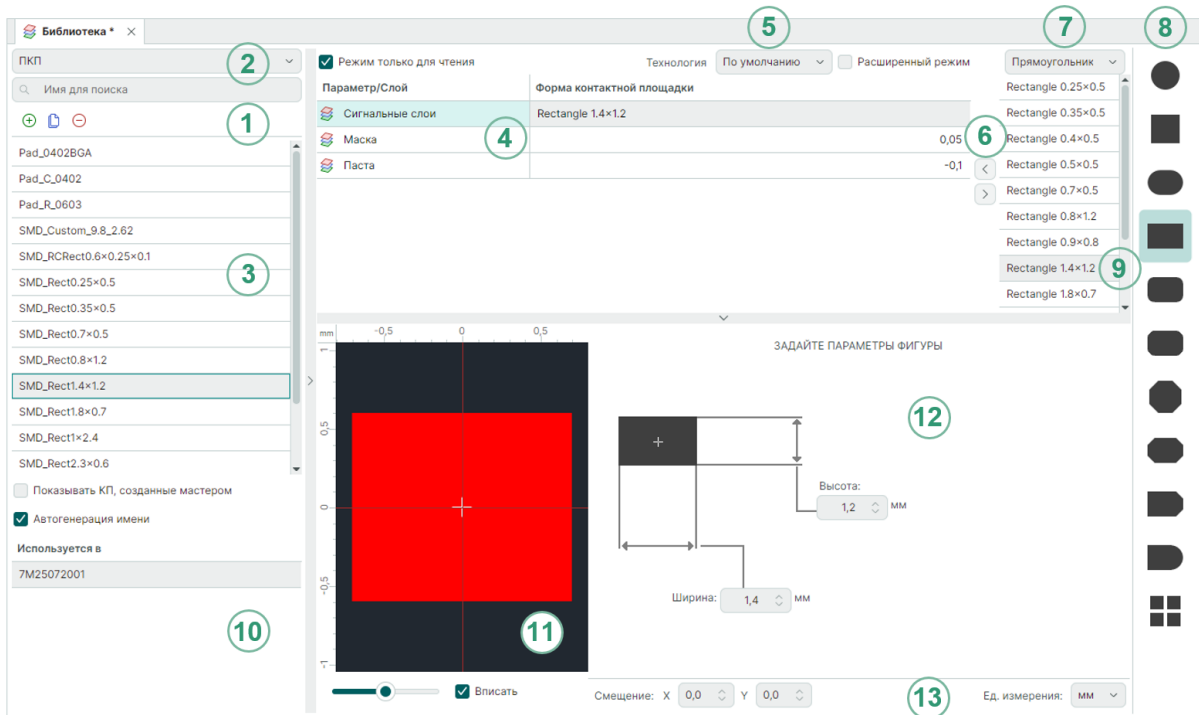 Библиотека *
5
7
8
ПКП
2
Имя для поиска
1
Pad_0402BGA
Pad_C_0402
Pad_R_0603
SMD_Custom_9.8_2.62
SMD_RCRect0.6×0.25×0.1
SMD_Rect0.25×0.5
SMD_Rect0.35×0.5
SMD_Rect0.7×0.5
SMD_Rect0.8×1.2
SMD_Rect1.4×1.2
SMD_Rect1.8×0.7
SMD_Rect1×2.4
SMD_Rect2.3×0.6
3
Показывать КП, созданные мастером
Автогенерация имени
Используется в
7M25072001
10
Режим только для чтения
Технология
По умолчанию
Расширенный режим
Параметр/Слой
Форма контактной площадки
Сигнальные слои
Rectangle 1.4×1.2
Маска
0,05
Паста
-0,1
4
6
Прямоугольник
Rectangle 0.25×0.5
Rectangle 0.35×0.5
Rectangle 0.4×0.5
Rectangle 0.5×0.5
Rectangle 0.7×0.5
Rectangle 0.8×1.2
Rectangle 0.9×0.8
Rectangle 1.4×1.2
Rectangle 1.8×0.7
9
mm
-0,5
0
0,5
1
0,5
0
-0,5
-1
11
Вписать
ЗАДАЙТЕ ПАРАМЕТРЫ ФИГУРЫ
12
Высота:
1,2 мм
Ширина: 1,4 мм
Смещение: X 0,0 Y 0,0
13
Ед. измерения: мм